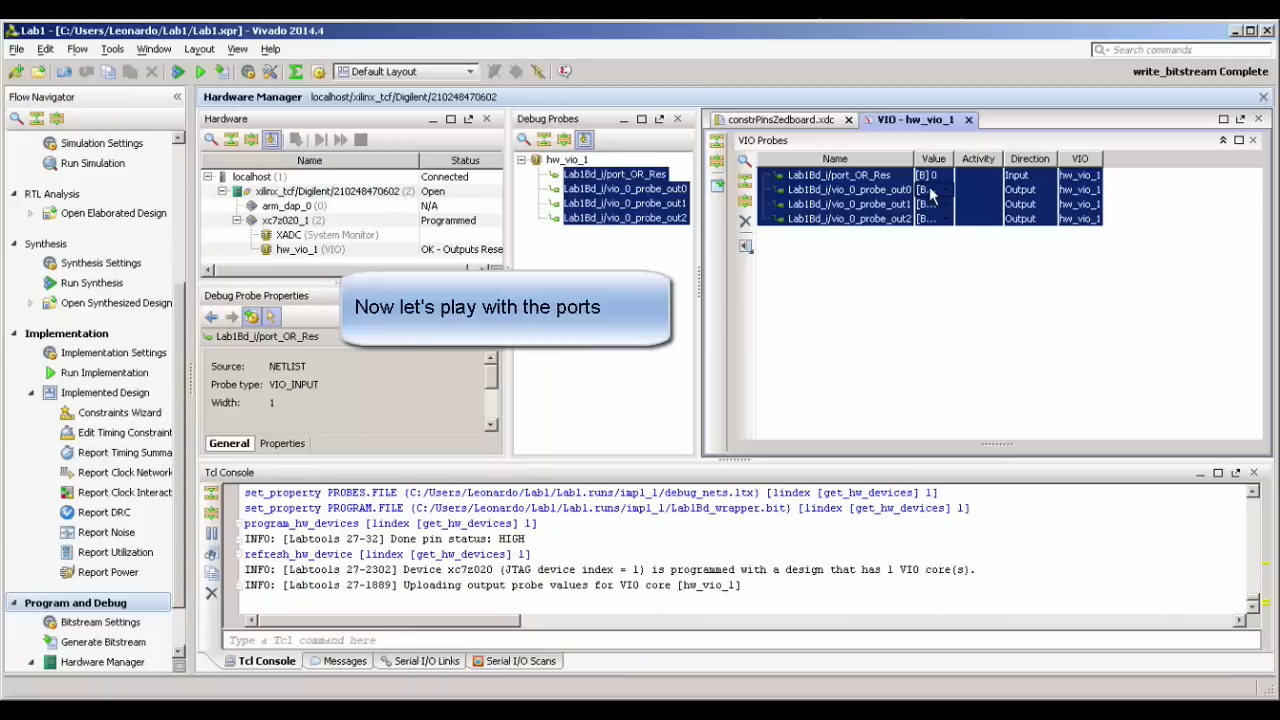 Lab1 - [C:/Users/Leonardo/Lab1/Lab1.xpr] - Vivado 2014.4
File Edit Flow Tools Window Layout View Help
Search commands
Default Layout
write_bitstream Complete
Flow Navigator
Simulation Settings
Run Simulation
RTL Analysis
Open Elaborated Design
Synthesis
Synthesis Settings
Run Synthesis
Open Synthesized Design
Implementation
Implementation Settings
Run Implementation
Implemented Design
Constraints Wizard
Edit Timing Constraint
Report Timing Summa
Report Clock Network
Report Clock Interact
Report DRC
Report Noise
Report Utilization
Report Power
Program and Debug
Bitstream Settings
Generate Bitstream
Hardware Manager
Hardware Manager localhost/xilinx_tcf/Digilent/210248470602
Hardware
Name Status
localhost (1) Connected
xilinx_tcf/Digilent/210248470602 (2) Open
arm_dap_0 (0) N/A
xc7z020_1 (2) Programmed
XADC (System Monitor)
hw_vio_1 (VIO) OK - Outputs Rese
Debug Probe Properties
Lab1Bd_i/port_OR_Res
Source: NETLIST
Probe type: VIO_INPUT
Width: 1
General Properties
Now let's play with the ports
Debug Probes
hw_vio_1
Lab1Bd_i/port_OR_Res
Lab1Bd_i/vio_0_probe_out0
Lab1Bd_i/vio_0_probe_out1
Lab1Bd_i/vio_0_probe_out2
constrPinsZedboard.xdc VIO - hw_vio_1
VIO Probes
Name Value Activity Direction VIO
Lab1Bd_i/port_OR_Res [B] 0 Input hw_vio_1
Lab1Bd_i/vio_0_probe_out0 [B... Output hw_vio_1
Lab1Bd_i/vio_0_probe_out1 [B... Output hw_vio_1
Lab1Bd_i/vio_0_probe_out2 [B... Output hw_vio_1
Tcl Console
set_property PROBES.FILE {C:/Users/Leonardo/Lab1/Lab1.runs/impl_1/debug_nets.ltx} [lindex [get_hw_devices] 1]
set_property PROGRAM.FILE {C:/Users/Leonardo/Lab1/Lab1.runs/impl_1/Lab1Bd_wrapper.bit} [lindex [get_hw_devices] 1]
program_hw_devices [lindex [get_hw_devices] 1]
INFO: [Labtools 27-32] Done pin status: HIGH
refresh_hw_device [lindex [get_hw_devices] 1]
INFO: [Labtools 27-2302] Device xc7z020 (JTAG device index = 1) is programmed with a design that has 1 VIO core(s).
INFO: [Labtools 27-1889] Uploading output probe values for VIO core [hw_vio_1]
Type a Tcl command here
Tcl Console Messages Serial I/O Links Serial I/O Scans